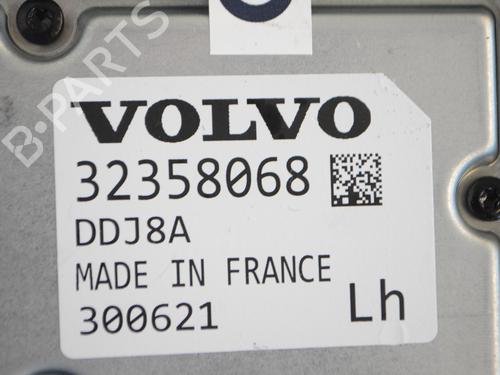 B-PARTS
VOLVO
32358068
DDJ8A
MADE IN FRANCE
300621
Lh